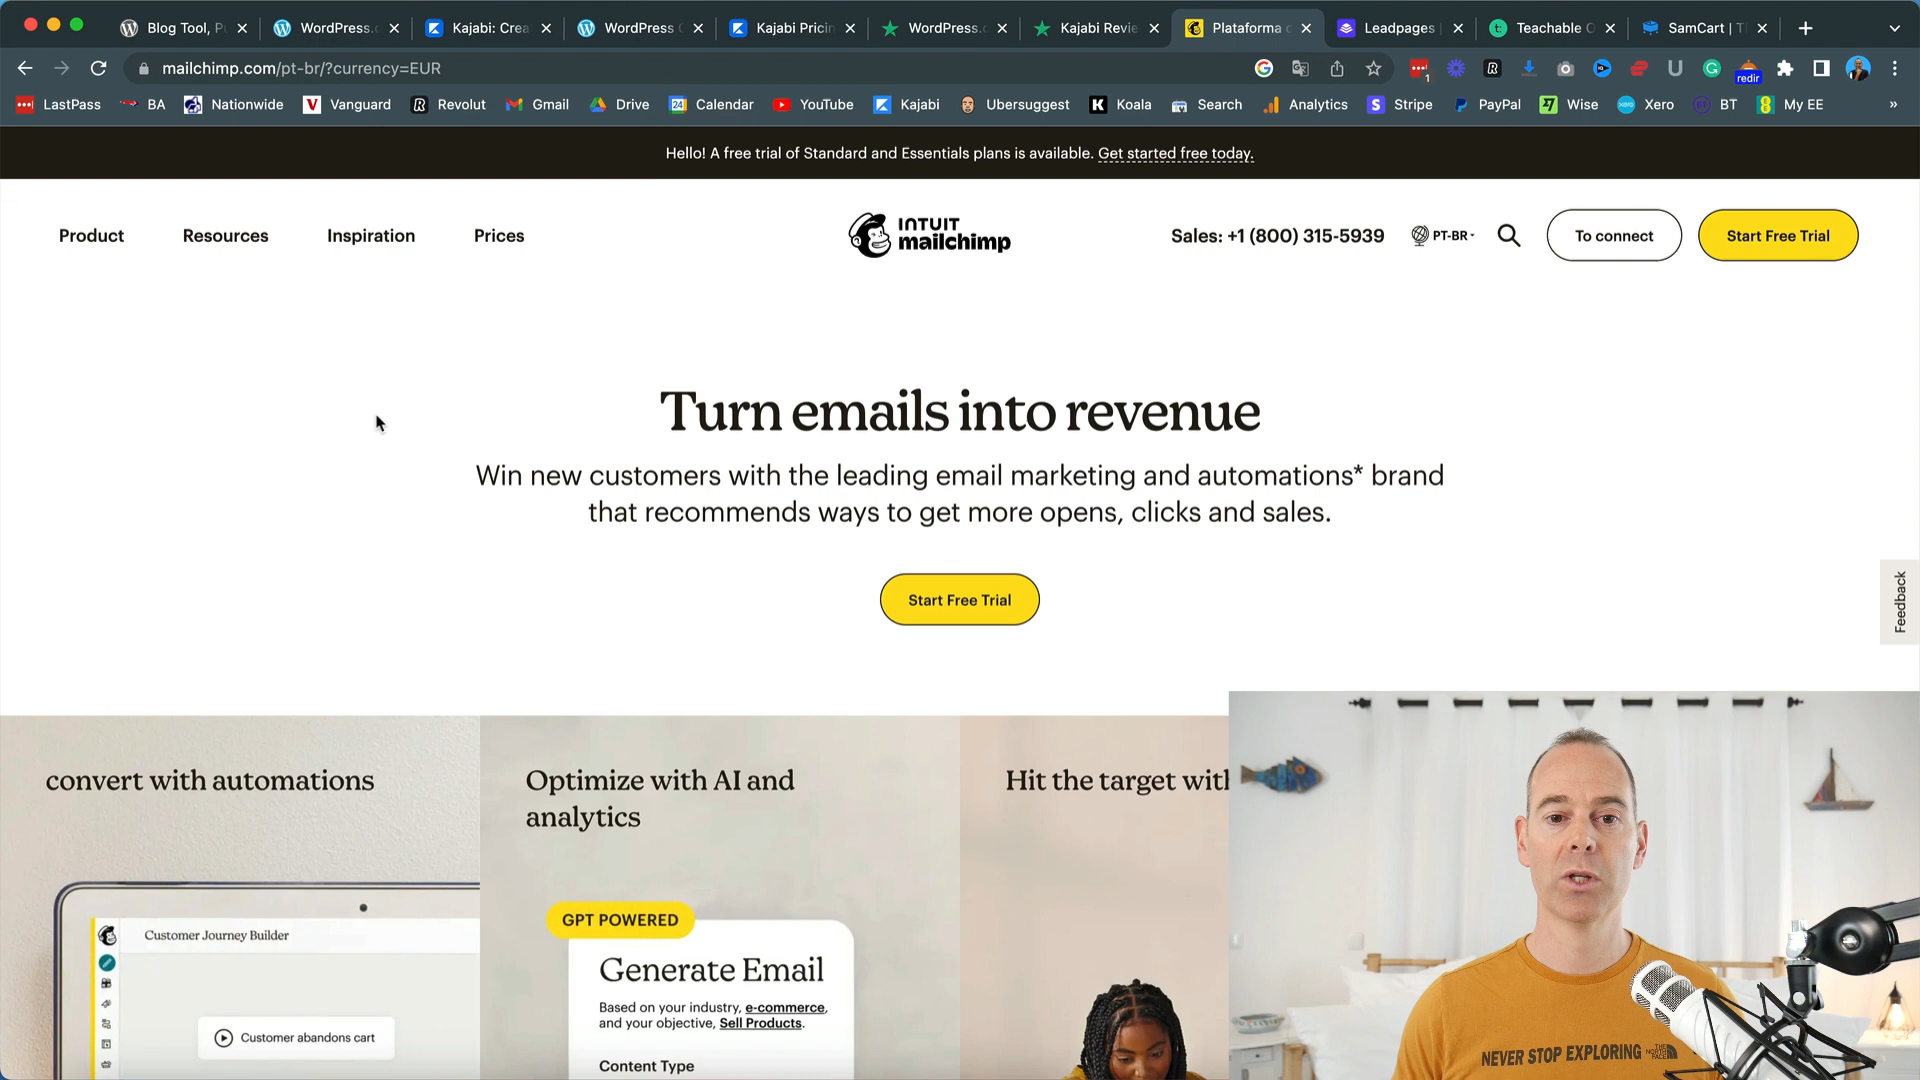 Blog Tool, P
WordPress.
Kajabi: Crea
WordPress
Kajabi Pricin
WordPress.c
Kajabi Revie
Plataforma
Leadpages
Teachable
SamCart | T
mailchimp.com/pt-br/?currency=EUR
1
redir
LastPass
BA
Nationwide
Vanguard
Revolut
Gmail
Drive
Calendar
YouTube
Kajabi
Ubersuggest
Koala
Search
Analytics
Stripe
PayPal
Wise
Xero
BT
My EE
»
Hello! A free trial of Standard and Essentials plans is available. Get started free today.
Product
Resources
Inspiration
Prices
INTUIT
mailchimp
Sales: +1 (800) 315-5939
PT-BR
To connect
Start Free Trial
Turn emails into revenue
Win new customers with the leading email marketing and automations* brand
that recommends ways to get more opens, clicks and sales.
Start Free Trial
Feedback
convert with automations
Optimize with AI and
analytics
Hit the target with
Customer Journey Builder
Customer abandons cart
GPT POWERED
Generate Email
Based on your industry, e-commerce,
and your objective, Sell Products.
Content Type
NEVER STOP EXPLORING
THE
NORTH
FACE